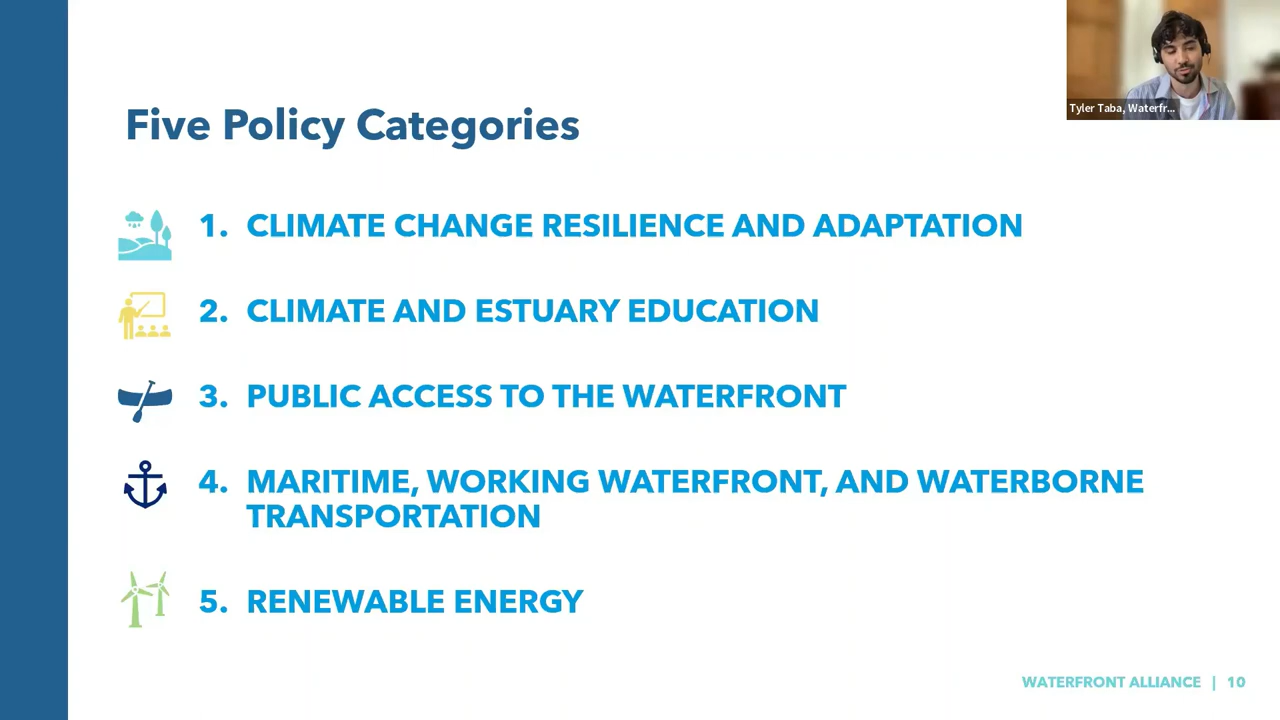 Tyler Taba, Waterfr...
Five Policy Categories
1. CLIMATE CHANGE RESILIENCE AND ADAPTATION
2. CLIMATE AND ESTUARY EDUCATION
3. PUBLIC ACCESS TO THE WATERFRONT
4. MARITIME, WORKING WATERFRONT, AND WATERBORNE
TRANSPORTATION
5. RENEWABLE ENERGY
WATERFRONT ALLIANCE | 10